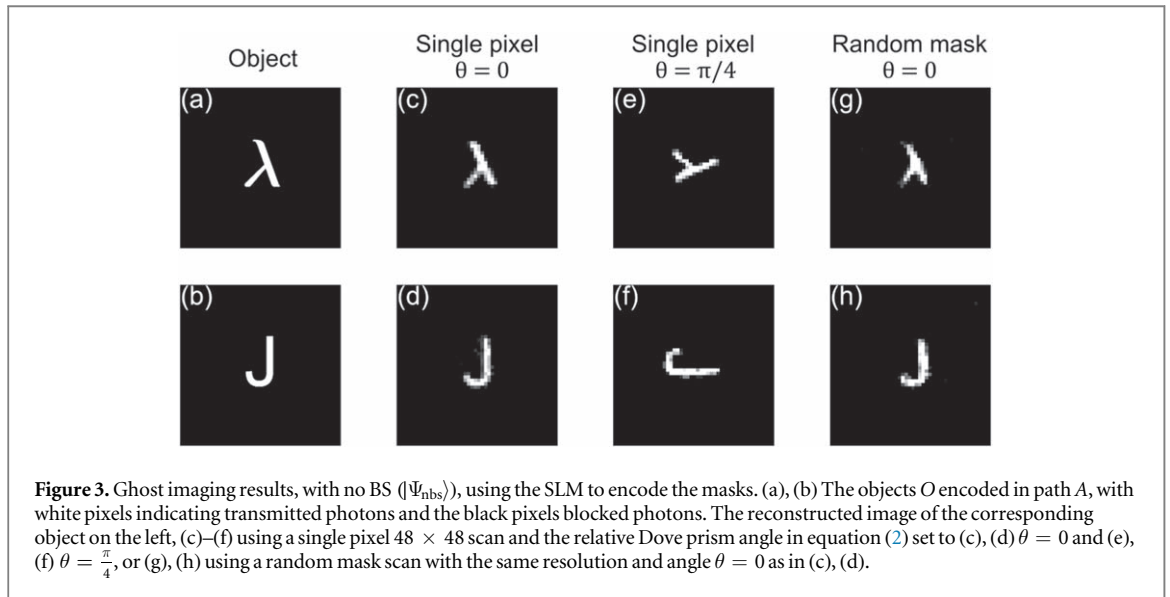 Object
Single pixel
θ = 0
Single pixel
θ = π/4
Random mask
θ = 0
(a)
λ
(c)
λ
(e)
λ
(g)
λ
(b)
J
(d)
J
(f)
J
(h)
J
Figure 3. Ghost imaging results, with no BS (|Ψnbs⟩), using the SLM to encode the masks. (a), (b) The objects O encoded in path A, with
white pixels indicating transmitted photons and the black pixels blocked photons. The reconstructed image of the corresponding
object on the left, (c)–(f) using a single pixel 48 × 48 scan and the relative Dove prism angle in equation (2) set to (c), (d) θ = 0 and (e),
(f) θ = π/4, or (g), (h) using a random mask scan with the same resolution and angle θ = 0 as in (c), (d).